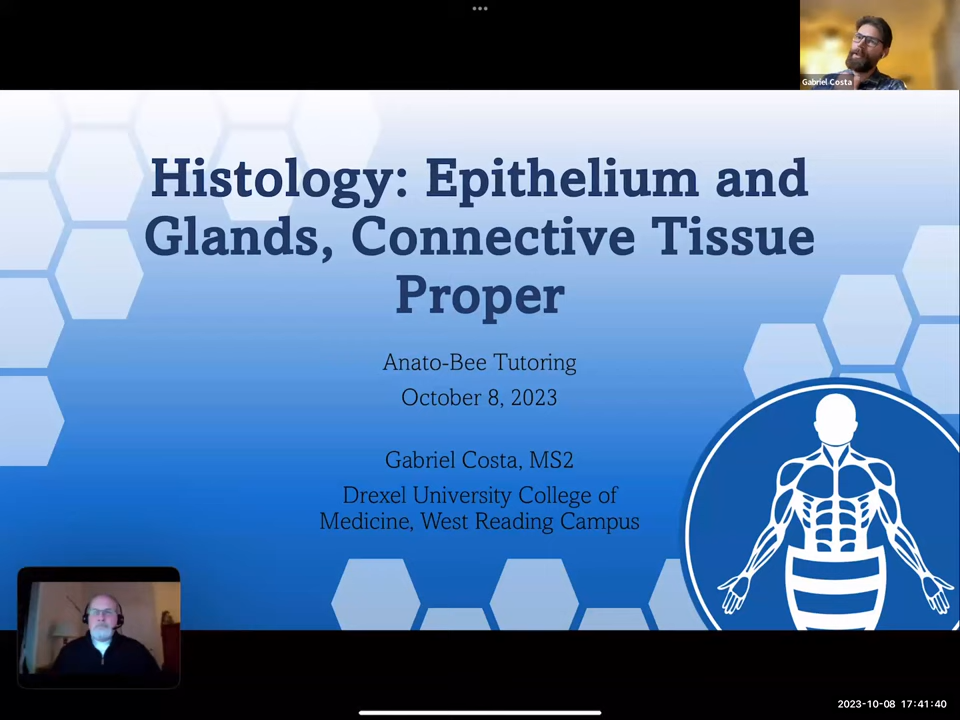 Gabriel Costa
Histology: Epithelium and
Glands, Connective Tissue
Proper
Anato-Bee Tutoring
October 8, 2023
Gabriel Costa, MS2
Drexel University College of
Medicine, West Reading Campus
2023-10-08 17:41:40